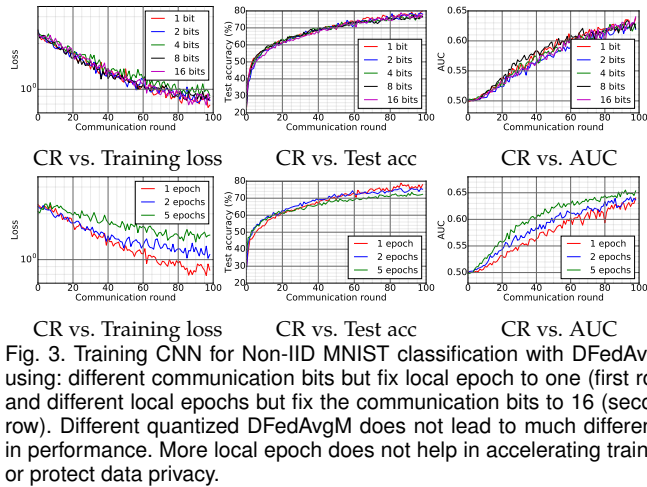 Loss
10⁰
0 20 40 60 80 100
Communication round
1 bit
2 bits
4 bits
8 bits
16 bits
Test accuracy (%)
80
70
60
50
40
30
20
0 20 40 60 80 100
Communication round
1 bit
2 bits
4 bits
8 bits
16 bits
AUC
0.65
0.60
0.55
0.50
0 20 40 60 80 100
Communication round
1 bit
2 bits
4 bits
8 bits
16 bits
CR vs. Training loss CR vs. Test acc CR vs. AUC
Loss
10⁰
0 20 40 60 80 100
Communication round
1 epoch
2 epochs
5 epochs
Test accuracy (%)
80
70
60
50
40
30
20
0 20 40 60 80 100
Communication round
1 epoch
2 epochs
5 epochs
AUC
0.65
0.60
0.55
0.50
0 20 40 60 80 100
Communication round
1 epoch
2 epochs
5 epochs
CR vs. Training loss CR vs. Test acc CR vs. AUC
Fig. 3. Training CNN for Non-IID MNIST classification with DFedAv
using: different communication bits but fix local epoch to one (first ro
and different local epochs but fix the communication bits to 16 (seco
row). Different quantized DFedAvgM does not lead to much differen
in performance. More local epoch does not help in accelerating traini
or protect data privacy.